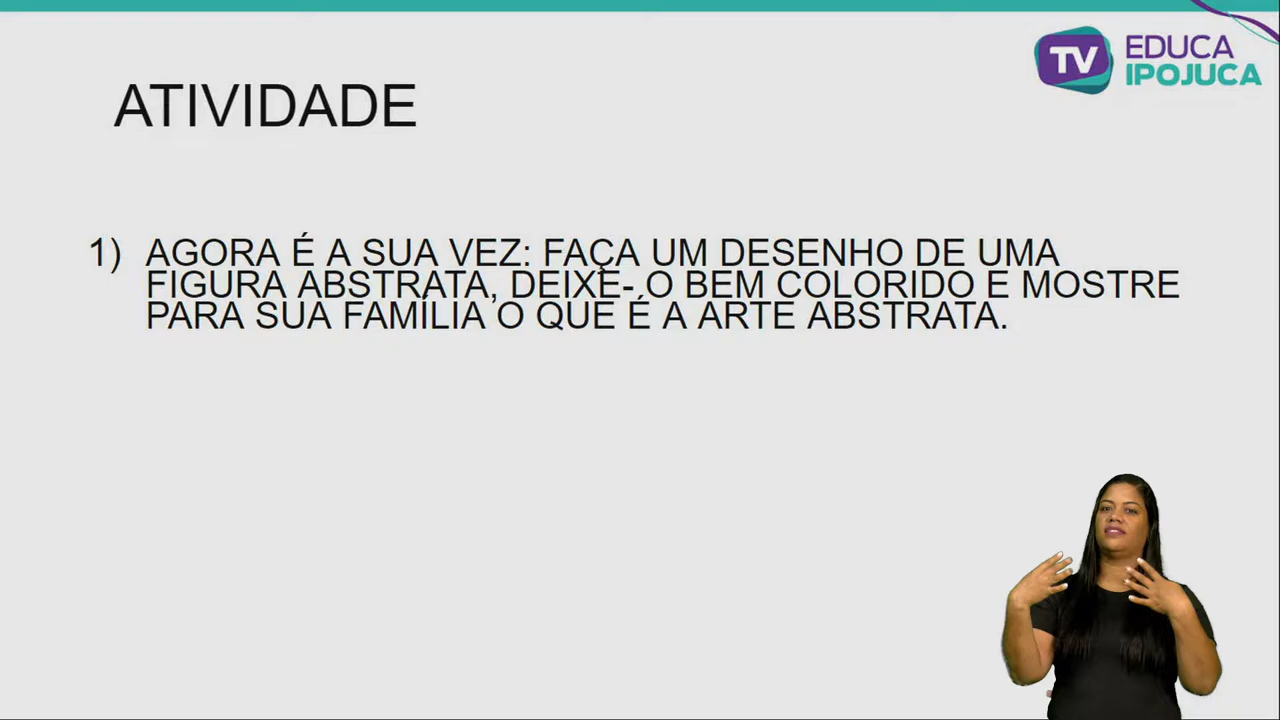 TV EDUCA
IPOJUCA
ATIVIDADE
1) AGORA É A SUA VEZ: FAÇA UM DESENHO DE UMA
FIGURA ABSTRATA, DEIXE- O BEM COLORIDO E MOSTRE
PARA SUA FAMÍLIA O QUE É A ARTE ABSTRATA.